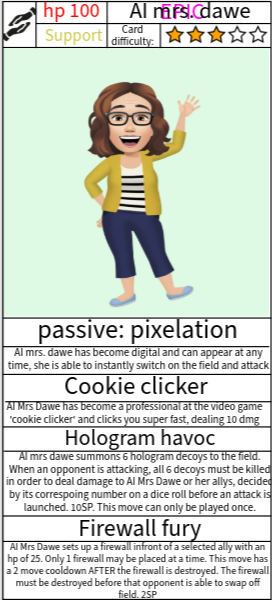 hp 100
AI mrs. dawe
EPIC
Support
Card
difficulty:
passive: pixelation
AI mrs. dawe has become digital and can appear at any
time, she is able to instantly switch on the field and attack
Cookie clicker
AI Mrs Dawe has become a professional at the video game
'cookie clicker' and clicks you super fast, dealing 10 dmg
Hologram havoc
AI mrs dawe summons 6 hologram decoys to the field.
When an opponent is attacking, all 6 decoys must be killed
in order to deal damage to AI Mrs Dawe or her allys, decided
by its correspoing number on a dice roll before an attack is
launched. 10SP. This move can only be played once.
Firewall fury
AI Mrs Dawe sets up a firewall infront of a selected ally with an
hp of 25. Only 1 firewall may be placed at a time. This move has
a 2 move cooldown AFTER the firewall is destroyed. The firewall
must be destroyed before that opponent is able to swap off
field. 2SP